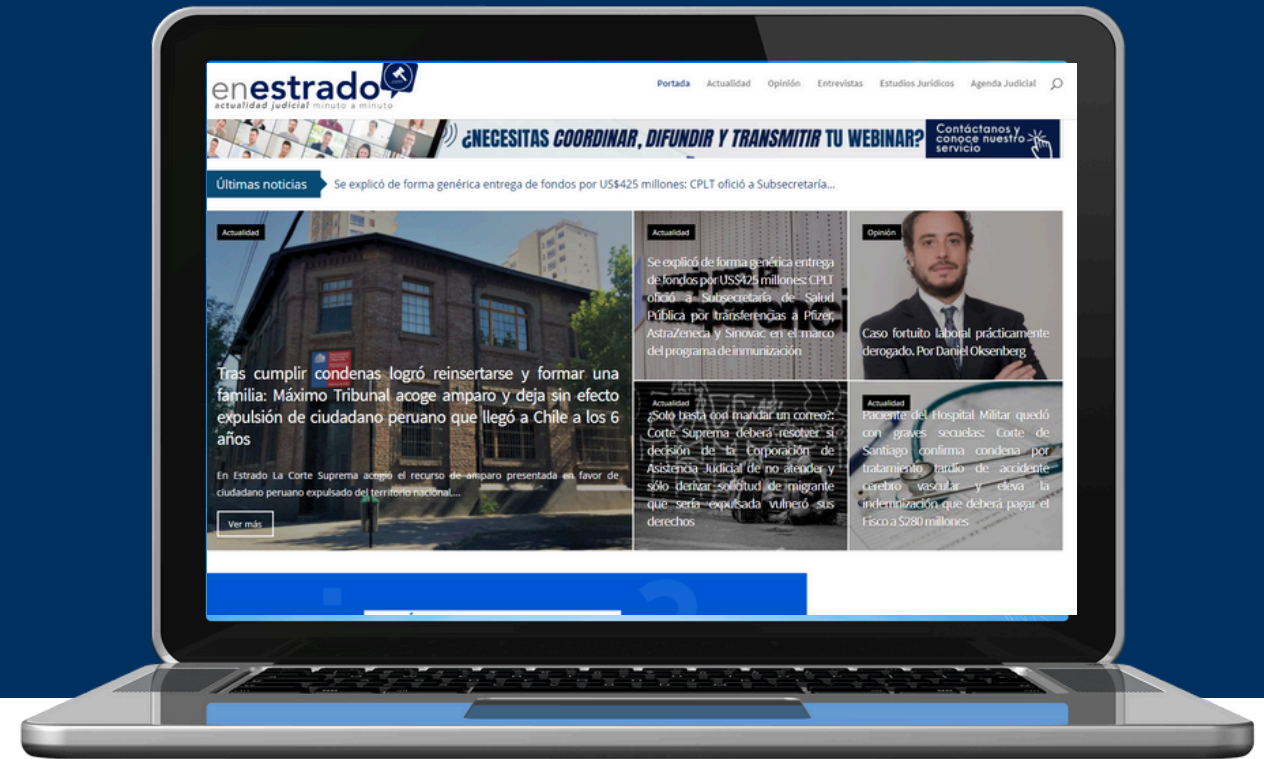 enestrado
actualidad judicial minuto a minuto
Portada Actualidad Opinión Entrevistas Estudios Jurídicos Agenda Judicial
¿NECESITAS COORDINAR, DIFUNDIR Y TRANSMITIR TU WEBINAR?
Contáctanos y
conoce nuestro
servicio
Últimas noticias
Se explicó de forma genérica entrega de fondos por US$425 millones: CPLT ofició a Subsecretaría...
Actualidad
Tras cumplir condenas logró reinsertarse y formar una
familia: Máximo Tribunal acoge amparo y deja sin efecto
expulsión de ciudadano peruano que llegó a Chile a los 6
años
En Estrado La Corte Suprema acogió el recurso de amparo presentada en favor de
ciudadano peruano expulsado del territorio nacional....
Ver más
Actualidad
Se explicó de forma genérica entrega
de fondos por US$425 millones: CPLT
ofició a Subsecretaría de Salud
Pública por transferencias a Pfizer,
AstraZeneca y Sinovac en el marco
del programa de inmunización
Opinión
Caso fortuito laboral prácticamente
derogado. Por Daniel Oksenberg
Actualidad
¿Solo basta con mandar un correo?:
Corte Suprema deberá resolver si
decisión de la Corporación de
Asistencia Judicial de no atender y
sólo derivar solicitud de migrante
que sería expulsada vulneró sus
derechos
Actualidad
Paciente del Hospital Militar quedó
con graves secuelas: Corte de
Santiago confirma condena por
tratamiento tardío de accidente
cerebro vascular y eleva la
indemnización que deberá pagar el
Fisco a $280 millones